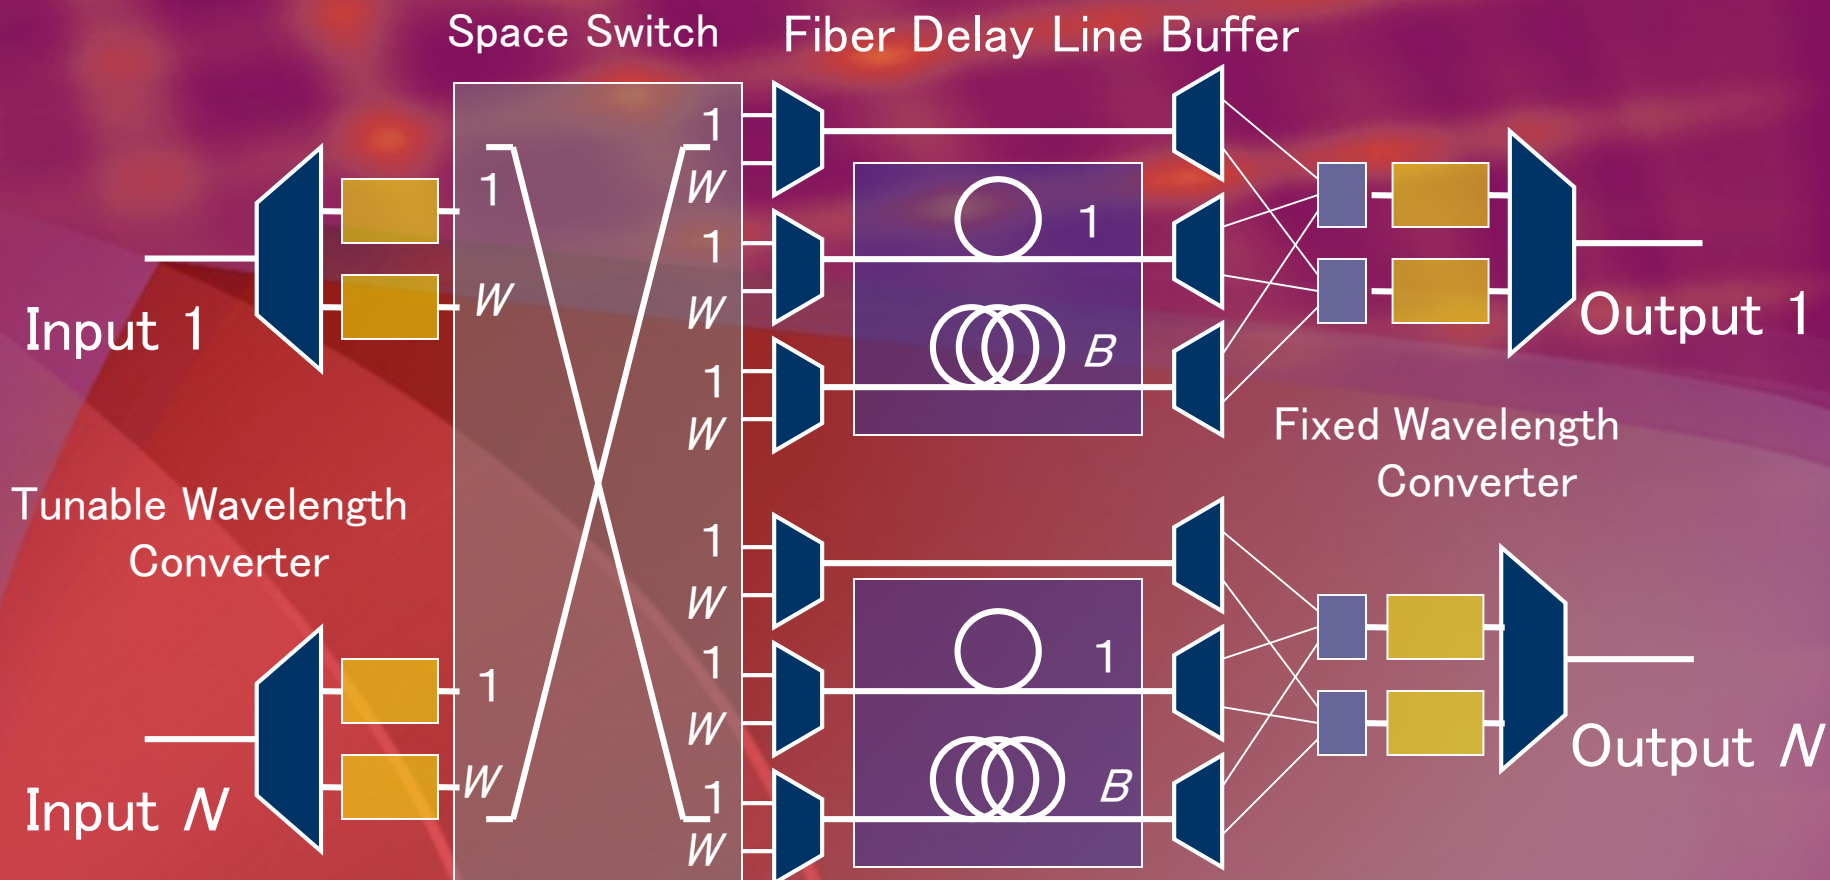 Space Switch
Fiber Delay Line Buffer
1
W
1
W
1
W
1
W
1
B
Input 1
Output 1
Fixed Wavelength
Converter
Tunable Wavelength
Converter
1
W
1
W
1
W
1
W
1
B
Input N
Output N